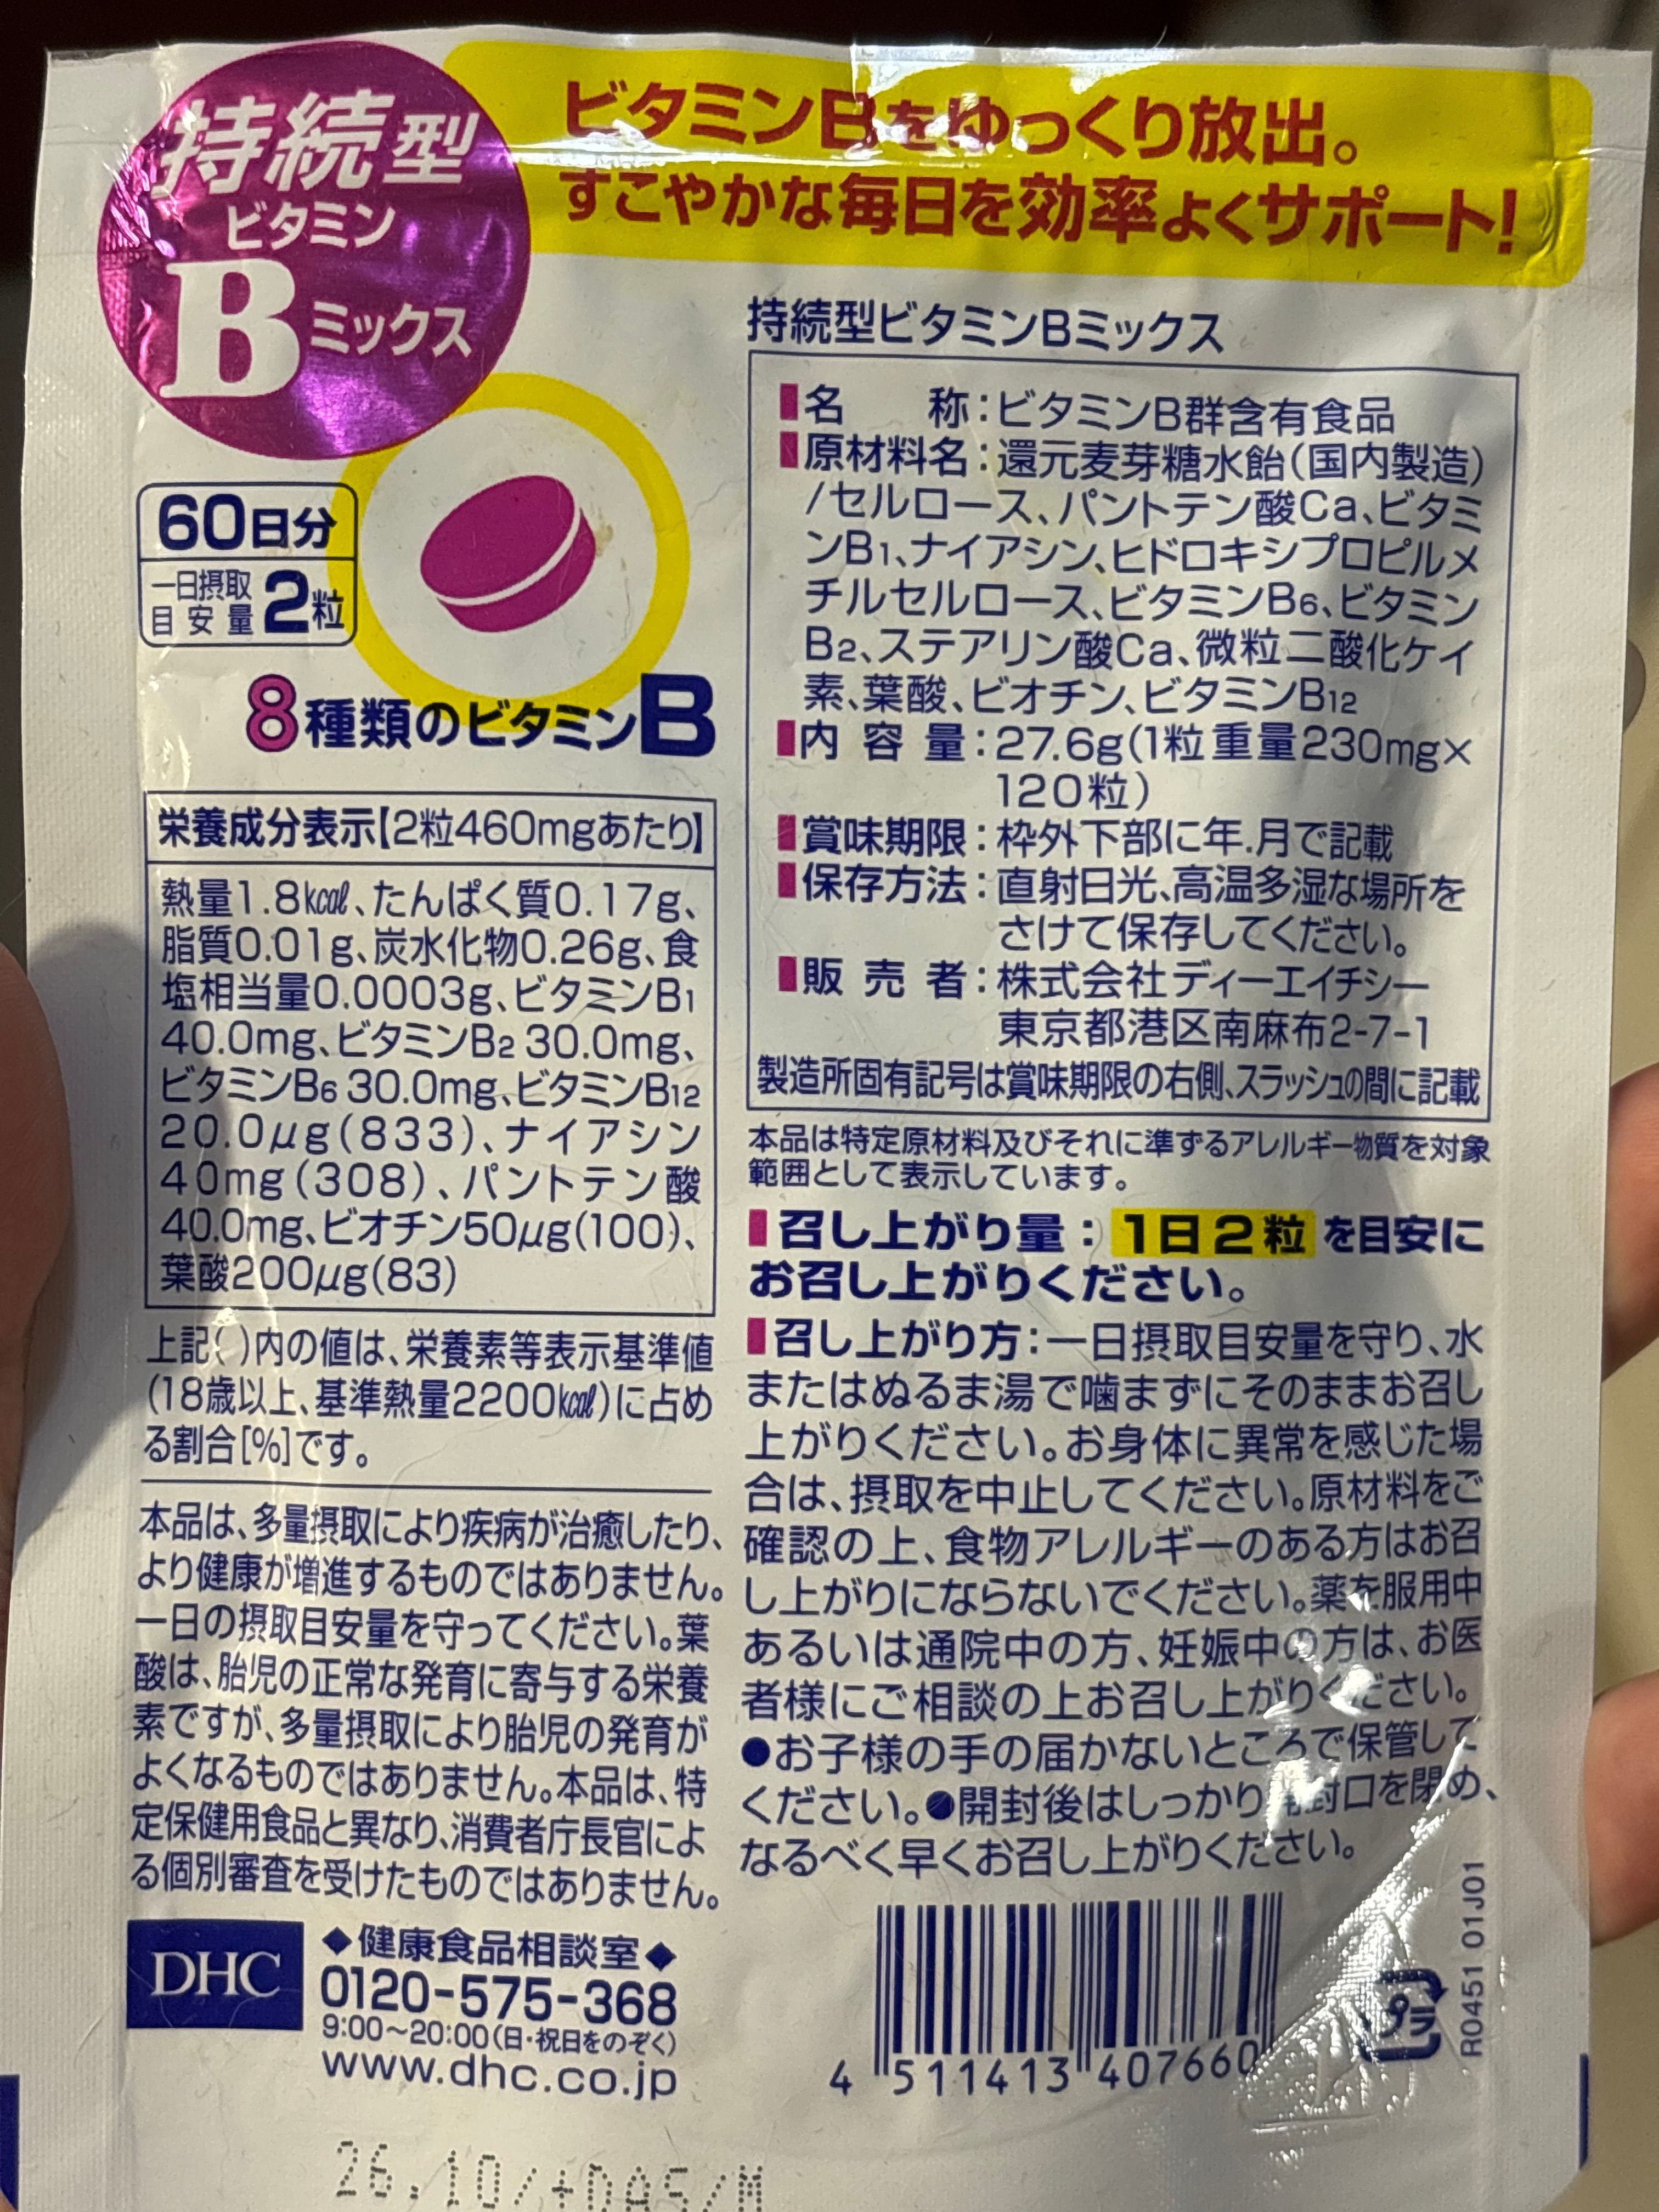 持続型
ビタミン
Bミックス
ビタミンBをゆっくり放出。
すこやかな毎日を効率よくサポート!
60日分
一日摂取
目安量 2粒
8種類のビタミンB
栄養成分表示【2粒460mgあたり】
熱量1.8kcal、たんぱく質0.17g、
脂質0.01g、炭水化物0.26g、食
塩相当量0.0003g、ビタミンB1
40.0mg、ビタミンB2 30.0mg、
ビタミンB6 30.0mg、ビタミンB12
20.0μg(833)、ナイアシン
40mg(308)、パントテン酸
40.0mg、ビオチン50μg(100)、
葉酸200μg(83)
上記( )内の値は、栄養素等表示基準値
(18歳以上、基準熱量2200kcal)に占め
る割合[%]です。
本品は、多量摂取により疾病が治癒したり、
より健康が増進するものではありません。
一日の摂取目安量を守ってください。葉
酸は、胎児の正常な発育に寄与する栄養
素ですが、多量摂取により胎児の発育が
よくなるものではありません。本品は、特
定保健用食品と異なり、消費者庁長官によ
る個別審査を受けたものではありません。
DHC
◆健康食品相談室◆
0120-575-368
9:00〜20:00(日・祝日をのぞく)
www.dhc.co.jp
持続型ビタミンBミックス
■名 称:ビタミンB群含有食品
■原材料名:還元麦芽糖水飴(国内製造)
/セルロース、パントテン酸Ca、ビタミ
ンB1、ナイアシン、ヒドロキシプロピルメ
チルセルロース、ビタミンB6、ビタミン
B2、ステアリン酸Ca、微粒二酸化ケイ
素、葉酸、ビオチン、ビタミンB12
■内 容 量:27.6g(1粒重量230mg×
120粒)
■賞味期限:枠外下部に年.月で記載
■保存方法:直射日光、高温多湿な場所を
さけて保存してください。
■販 売 者:株式会社ディーエイチシー
東京都港区南麻布2-7-1
製造所固有記号は賞味期限の右側、スラッシュの間に記載
本品は特定原材料及びそれに準ずるアレルギー物質を対象
範囲として表示しています。
■召し上がり量:1日2粒を目安に
お召し上がりください。
■召し上がり方:一日摂取目安量を守り、水
またはぬるま湯で噛まずにそのままお召し
上がりください。お身体に異常を感じた場
合は、摂取を中止してください。原材料をご
確認の上、食物アレルギーのある方はお召
し上がりにならないでください。薬を服用中
あるいは通院中の方、妊娠中の方は、お医
者様にご相談の上お召し上がりください。
●お子様の手の届かないところで保管して
ください。●開封後はしっかり開封口を閉め、
なるべく早くお召し上がりください。
4 511413 407660
プラ
R0451 01J01
26.10/+DAS/M